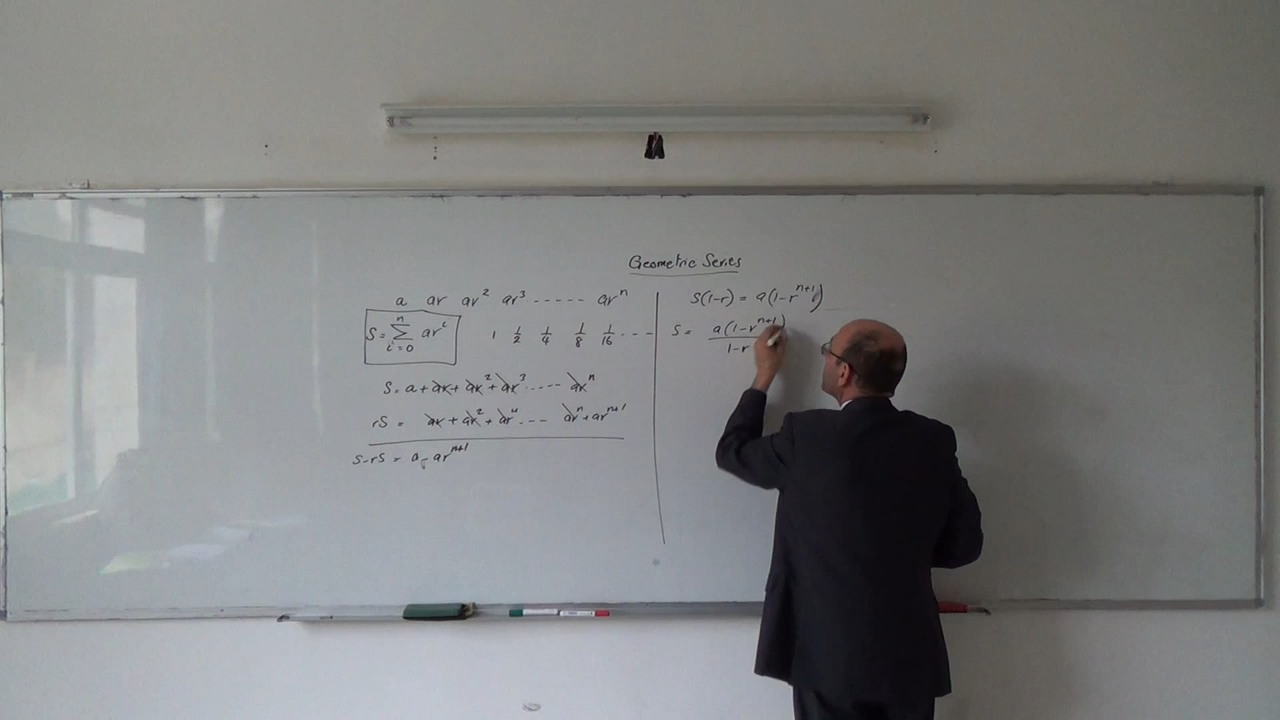 Geometric Series
a ar ar² ar³ ----- arⁿ
S = ∑ⁿᵢ₌₀ arⁱ
1 1/2 1/4 1/8 1/16 ---
S = a + ar + ar² + ar³ ---- arⁿ
rS = ar + ar² + ar⁴ --- arⁿ + arⁿ⁺¹
S-rS = a - arⁿ⁺¹
S(1-r) = a(1-rⁿ⁺¹)
S = a(1-rⁿ⁺¹)/1-r